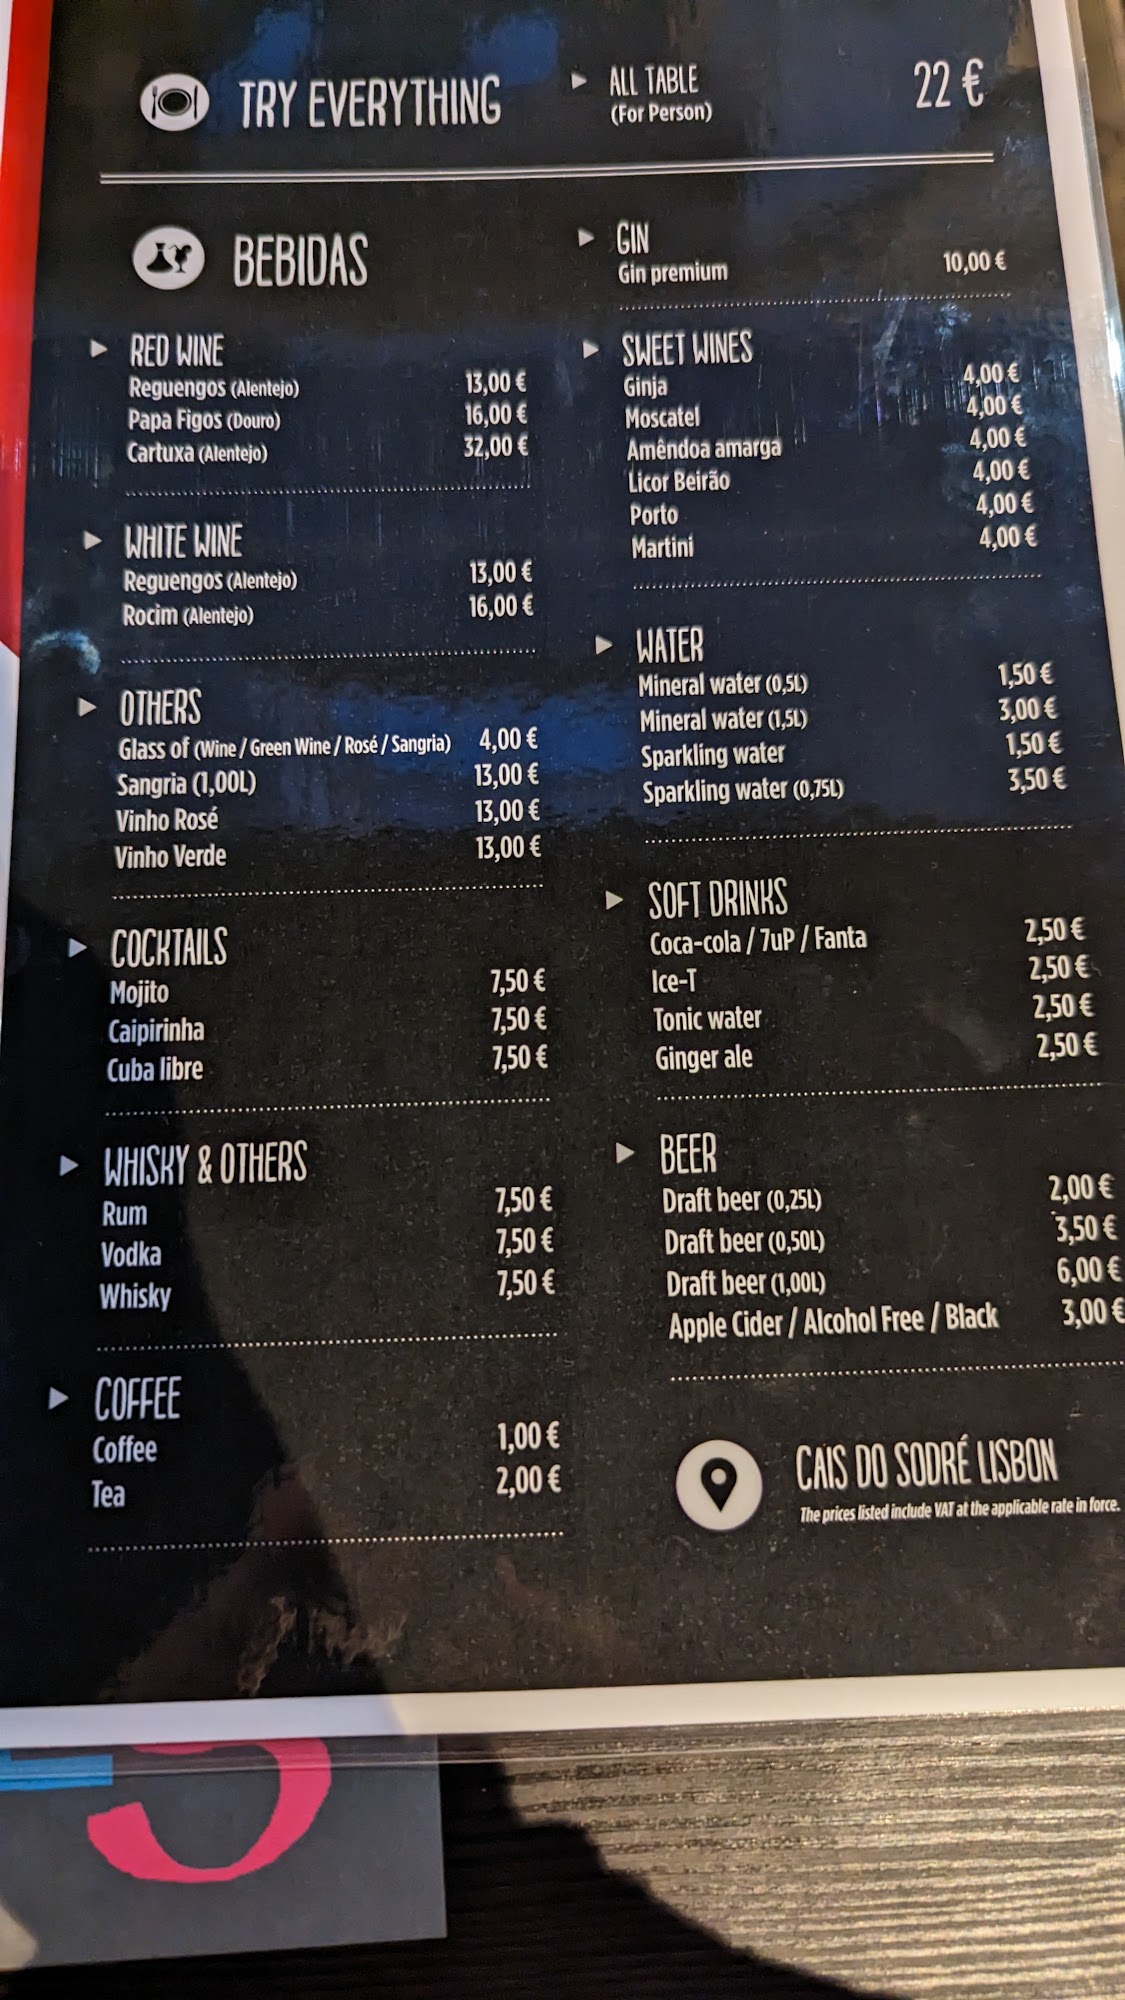 TRY EVERYTHING
ALL TABLE 22 €
(For Person)
BEBIDAS
RED WINE
Reguengos (Alentejo) 13,00 €
Papa Figos (Douro) 16,00 €
Cartuxa (Alentejo) 32,00 €
WHITE WINE
Reguengos (Alentejo) 13,00 €
Rocim (Alentejo) 16,00 €
OTHERS
Glass of (Wine / Green Wine / Rosé / Sangria) 4,00 €
Sangria (1,00L) 13,00 €
Vinho Rosé 13,00 €
Vinho Verde 13,00 €
COCKTAILS
Mojito 7,50 €
Caipirinha 7,50 €
Cuba libre 7,50 €
WHISKY & OTHERS
Rum 7,50 €
Vodka 7,50 €
Whisky 7,50 €
COFFEE
Coffee 1,00 €
Tea 2,00 €
GIN
Gin premium 10,00 €
SWEET WINES
Ginja 4,00 €
Moscatel 4,00 €
Amêndoa amarga 4,00 €
Licor Beirão 4,00 €
Porto 4,00 €
Martini 4,00 €
WATER
Mineral water (0,5L) 1,50 €
Mineral water (1,5L) 3,00 €
Sparkling water 1,50 €
Sparkling water (0,75L) 3,50 €
SOFT DRINKS
Coca-cola / 7uP / Fanta 2,50 €
Ice-T 2,50 €
Tonic water 2,50 €
Ginger ale 2,50 €
BEER
Draft beer (0,25L) 2,00 €
Draft beer (0,50L) 3,50 €
Draft beer (1,00L) 6,00 €
Apple Cider / Alcohol Free / Black 3,00 €
CAIS DO SODRÉ LISBON
The prices listed include VAT at the applicable rate in force.